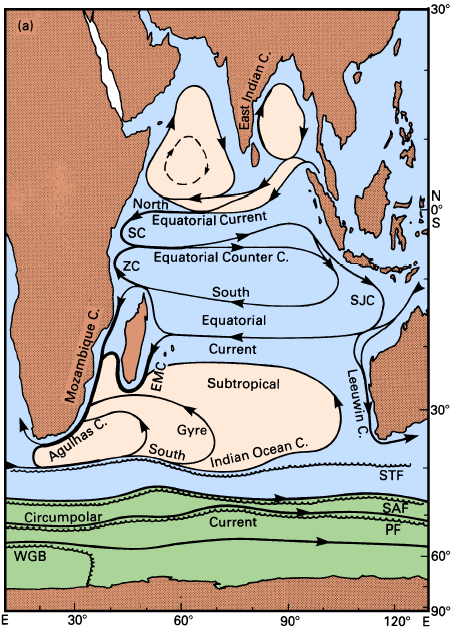 (a)
30°
East Indian C.
N
0°
S
North
Equatorial Current
SC
Equatorial Counter C.
ZC
South
SJC
Equatorial
Current
Mozambique C.
EMC
Leeuwin C.
Subtropical
30°
Gyre
Agulhas C.
South
Indian Ocean C.
STF
SAF
Circumpolar
Current
PF
WGB
60°
90°
E
30°
60°
90°
120°
E